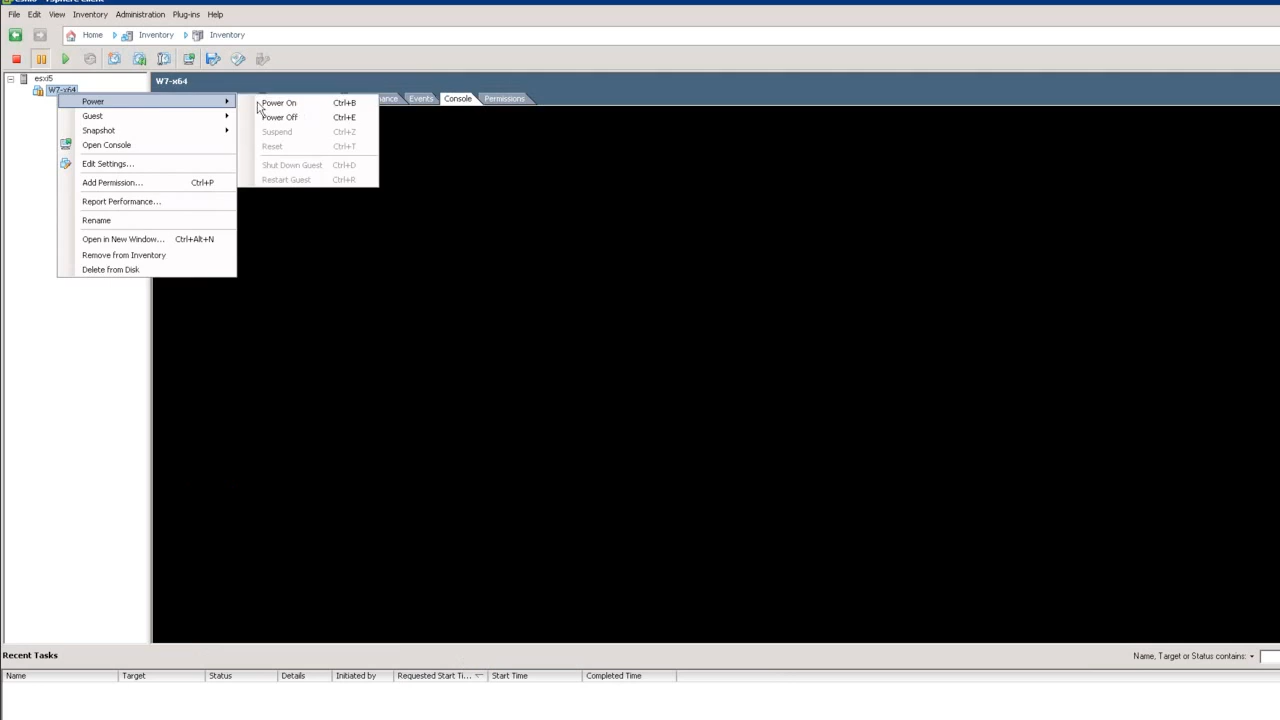 File Edit View Inventory Administration Plug-ins Help
Home Inventory Inventory
esxi5
W7-x64
W7-x64
Events Console Permissions
Power
Guest
Snapshot
Open Console
Edit Settings...
Add Permission... Ctrl+P
Report Performance...
Rename
Open in New Window... Ctrl+Alt+N
Remove from Inventory
Delete from Disk
Power On Ctrl+B
Power Off Ctrl+E
Suspend Ctrl+Z
Reset Ctrl+T
Shut Down Guest Ctrl+D
Restart Guest Ctrl+R
Recent Tasks
Name, Target or Status contains:
Name Target Status Details Initiated by Requested Start Ti... Start Time Completed Time